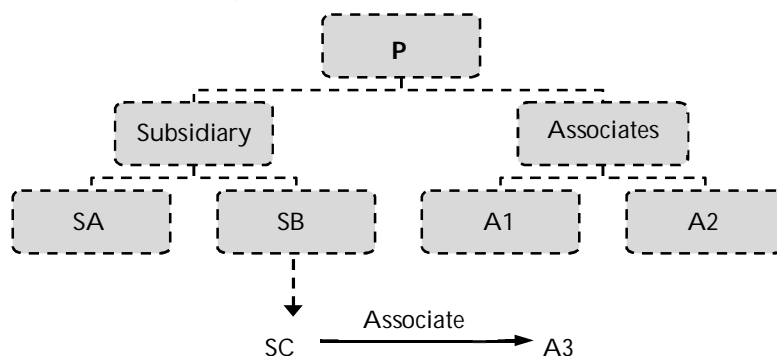 P
Subsidiary
Associates
SA
SB
A1
A2
Associate
SC
A3